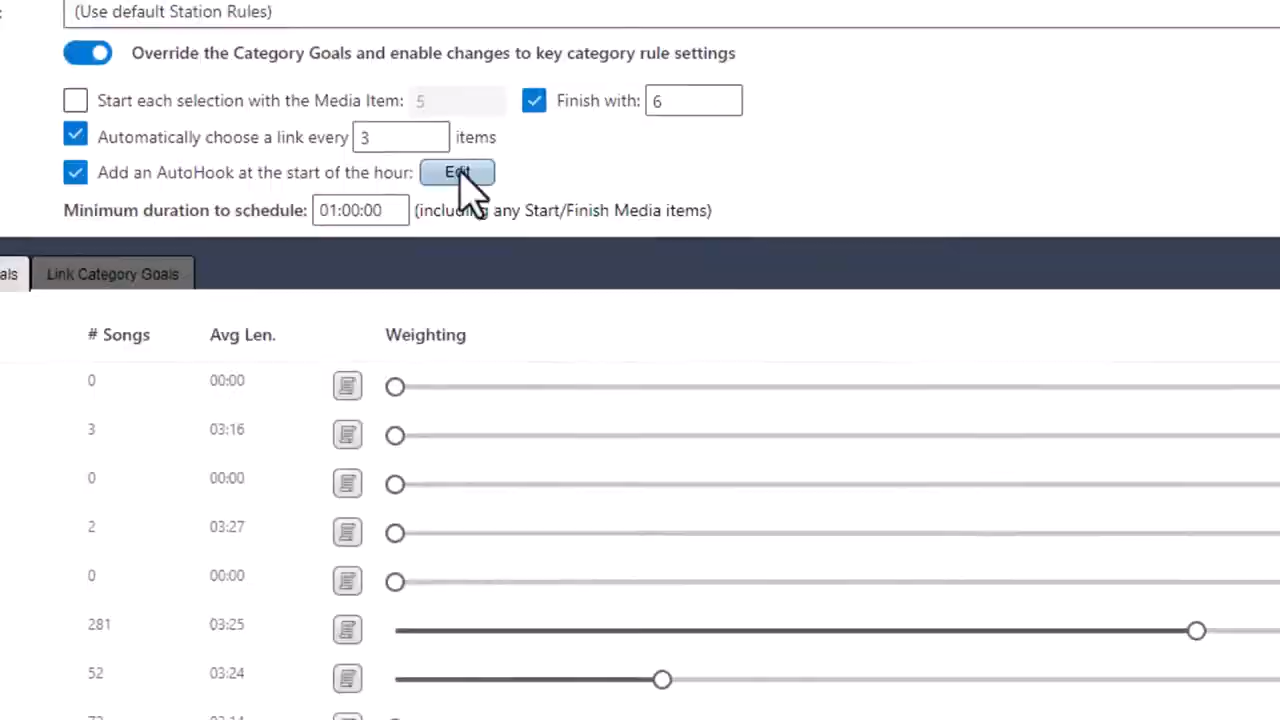 (Use default Station Rules)
Override the Category Goals and enable changes to key category rule settings
Start each selection with the Media Item: 5 Finish with: 6
Automatically choose a link every 3 items
Add an AutoHook at the start of the hour: Edit
Minimum duration to schedule: 01:00:00 (including any Start/Finish Media items)
als Link Category Goals
# Songs Avg Len. Weighting
0 00:00
3 03:16
0 00:00
2 03:27
0 00:00
281 03:25
52 03:24